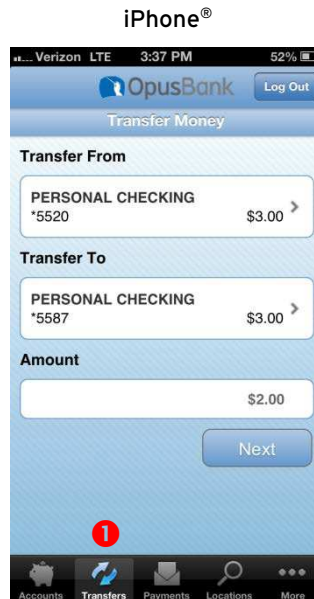 iPhone®
Verizon LTE 3:37 PM 52%
OpusBank Log Out
Transfer Money
Transfer From
PERSONAL CHECKING
*5520 $3.00
Transfer To
PERSONAL CHECKING
*5587 $3.00
Amount
$2.00
Next
1
Accounts Transfers Payments Locations More